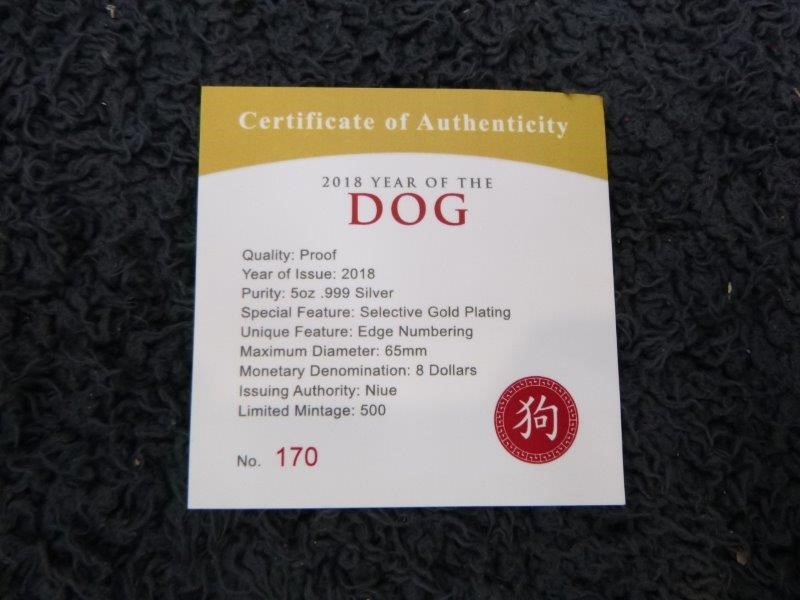 Certificate of Authenticity
2018 YEAR OF THE
DOG
Quality: Proof
Year of Issue: 2018
Purity: 5oz .999 Silver
Special Feature: Selective Gold Plating
Unique Feature: Edge Numbering
Maximum Diameter: 65mm
Monetary Denomination: 8 Dollars
Issuing Authority: Niue
Limited Mintage: 500
狗
No. 170